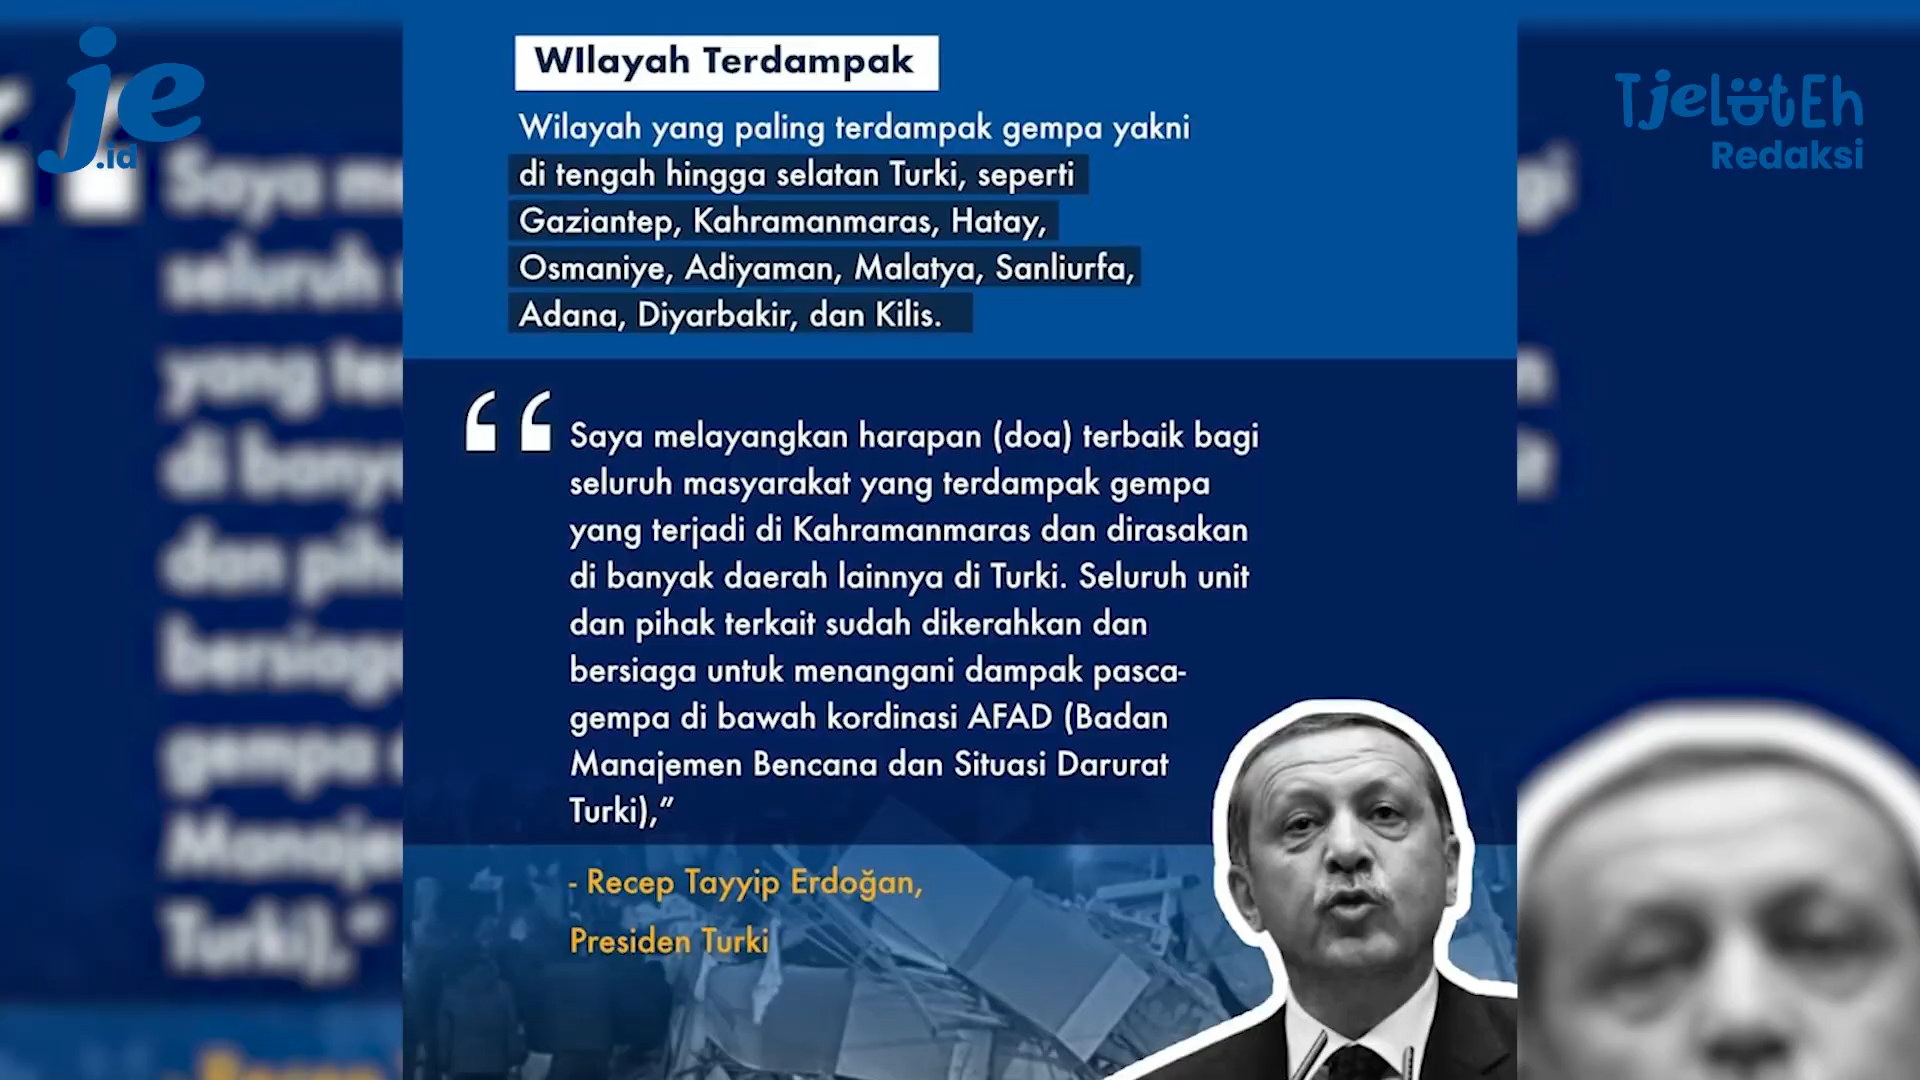 je
.id
TjelotEh
Redaksi
WIlayah Terdampak
Wilayah yang paling terdampak gempa yakni
di tengah hingga selatan Turki, seperti
Gaziantep, Kahramanmaras, Hatay,
Osmaniye, Adiyaman, Malatya, Sanliurfa,
Adana, Diyarbakir, dan Kilis.
“ Saya melayangkan harapan (doa) terbaik bagi
seluruh masyarakat yang terdampak gempa
yang terjadi di Kahramanmaras dan dirasakan
di banyak daerah lainnya di Turki. Seluruh unit
dan pihak terkait sudah dikerahkan dan
bersiaga untuk menangani dampak pasca-
gempa di bawah kordinasi AFAD (Badan
Manajemen Bencana dan Situasi Darurat
Turki),”
- Recep Tayyip Erdoğan,
Presiden Turki